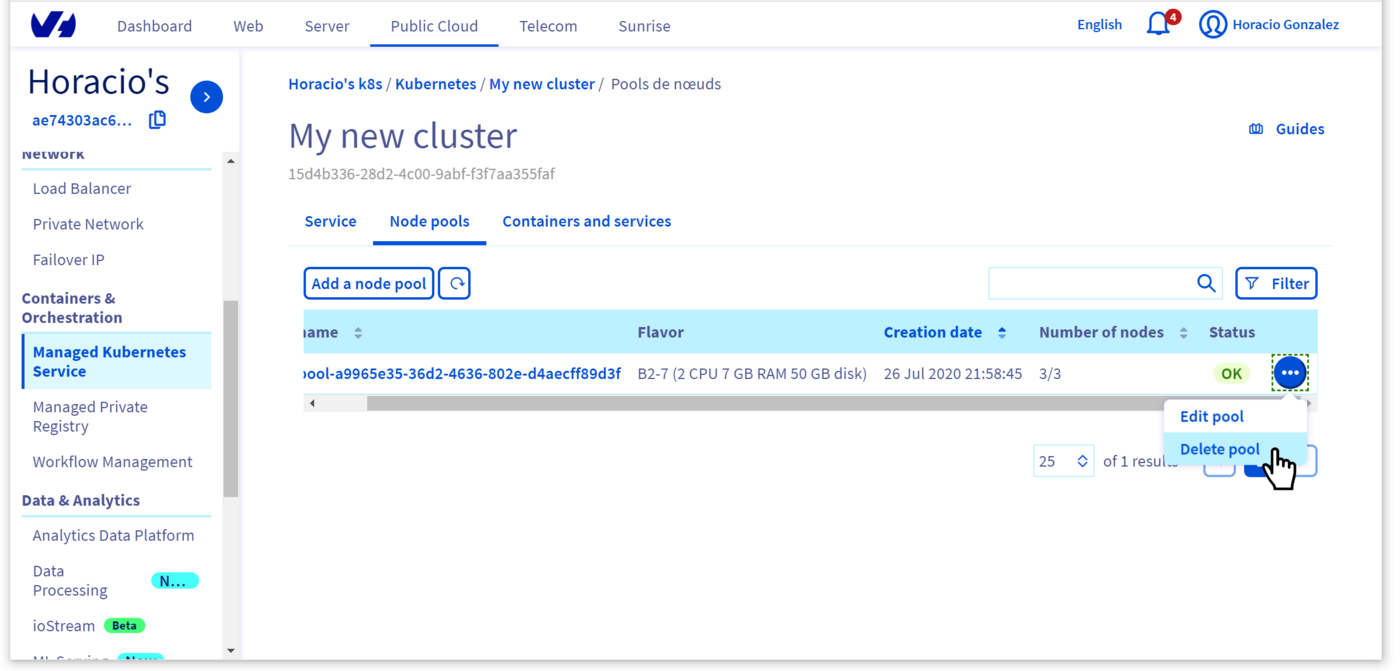 Dashboard Web Server Public Cloud Telecom Sunrise English 4 Horacio Gonzalez
Horacio's
ae74303ac6...
Network
Load Balancer
Private Network
Failover IP
Containers &
Orchestration
Managed Kubernetes
Service
Managed Private
Registry
Workflow Management
Data & Analytics
Analytics Data Platform
Data
Processing
N...
ioStream Beta
Horacio's k8s / Kubernetes / My new cluster / Pools de nœuds
My new cluster
Guides
15d4b336-28d2-4c00-9abf-f3f7aa355faf
Service Node pools Containers and services
Add a node pool
Filter
name Flavor Creation date Number of nodes Status
pool-a9965e35-36d2-4636-802e-d4aecff89d3f B2-7 (2 CPU 7 GB RAM 50 GB disk) 26 Jul 2020 21:58:45 3/3 OK
Edit pool
Delete pool
25 of 1 results